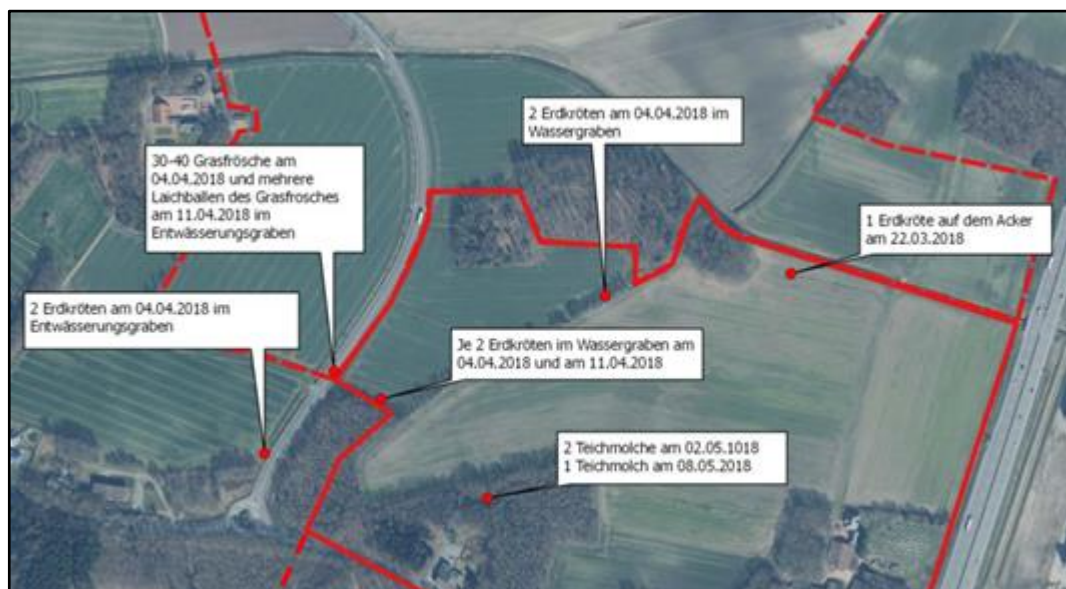 2 Erdkröten am 04.04.2018 im
Wassergraben
30-40 Grasfrösche am
04.04.2018 und mehrere
Laichballen des Grasfrosches
am 11.04.2018 im
Entwässerungsgraben
1 Erdkröte auf dem Acker
am 22.03.2018
2 Erdkröten am 04.04.2018 im
Entwässerungsgraben
Je 2 Erdkröten im Wassergraben am
04.04.2018 und am 11.04.2018
2 Teichmolche am 02.05.1018
1 Teichmolch am 08.05.2018